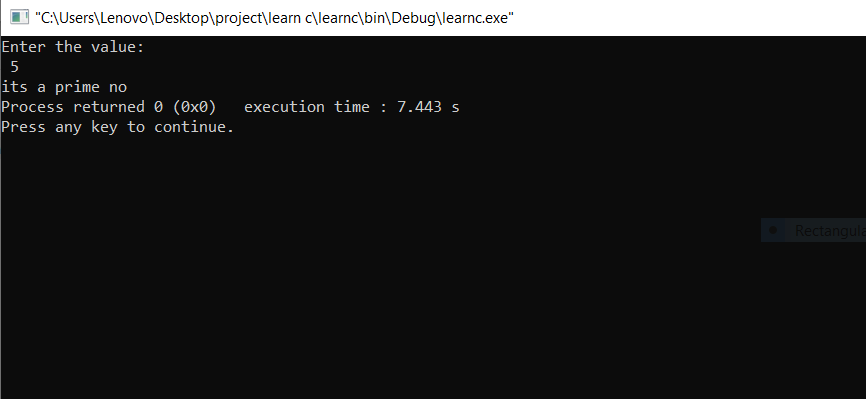 "C:\Users\Lenovo\Desktop\project\learn c\learnc\bin\Debug\learnc.exe"
Enter the value:
 5
its a prime no
Process returned 0 (0x0)   execution time : 7.443 s
Press any key to continue.